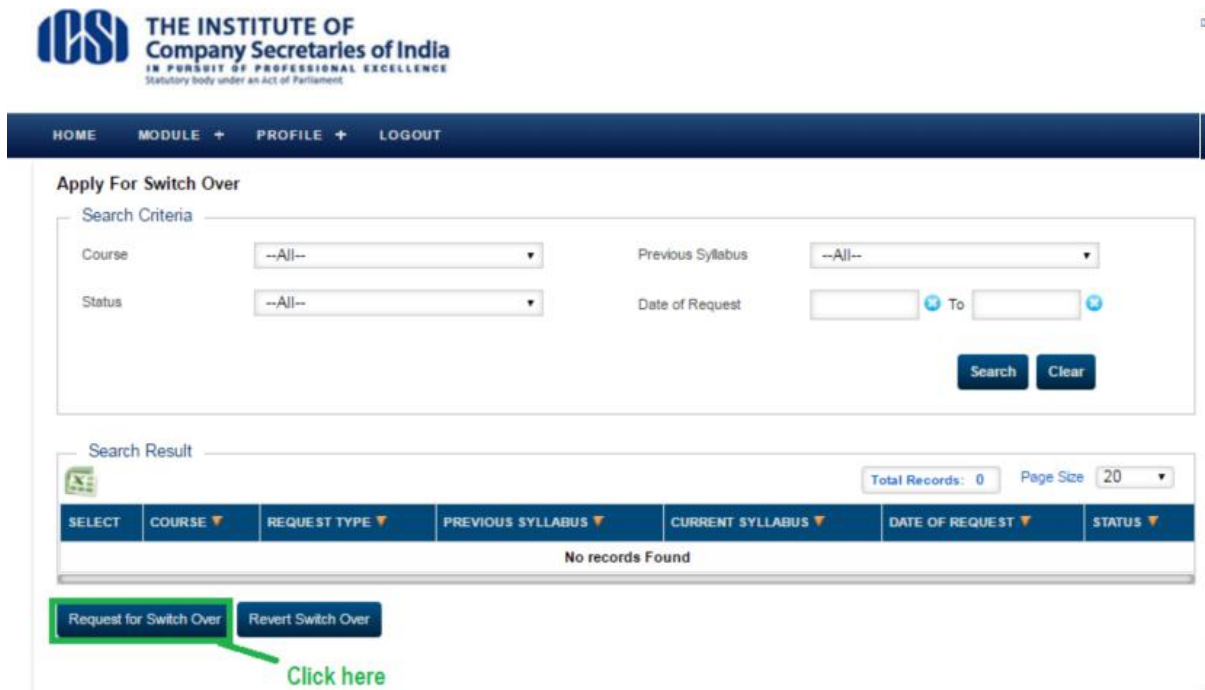 ICSI
THE INSTITUTE OF
Company Secretaries of India
IN PURSUIT OF PROFESSIONAL EXCELLENCE
Statutory body under an Act of Parliament
HOME MODULE + PROFILE + LOGOUT
Apply For Switch Over
Search Criteria
Course --All-- Previous Syllabus --All--
Status --All-- Date of Request To
Search Clear
Search Result
Total Records: 0 Page Size 20
SELECT COURSE REQUEST TYPE PREVIOUS SYLLABUS CURRENT SYLLABUS DATE OF REQUEST STATUS
No records Found
Request for Switch Over Revert Switch Over
Click here